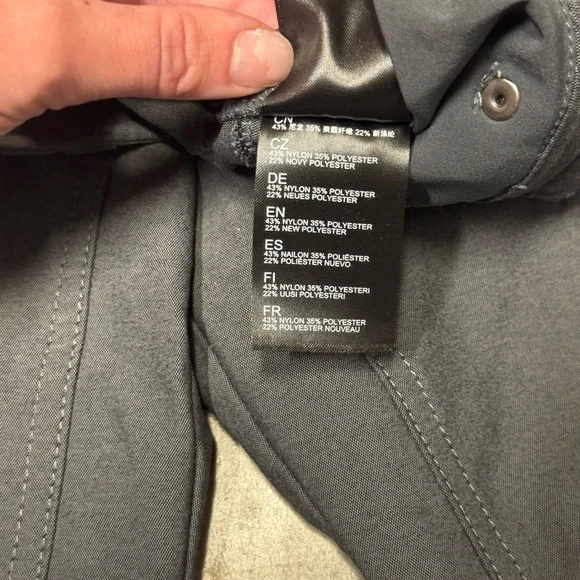 CN
43% 尼龙 35% 聚酯纤维 22% 新涤纶
CZ
43% NYLON 35% POLYESTER
22% NOVY POLYESTER
DE
43% NYLON 35% POLYESTER
22% NEUES POLYESTER
EN
43% NYLON 35% POLYESTER
22% NEW POLYESTER
ES
43% NAILON 35% POLIÉSTER
22% POLIÉSTER NUEVO
FI
43% NYLON 35% POLYESTERI
22% UUSI POLYESTERI
FR
43% NYLON 35% POLYESTER
22% POLYESTER NOUVEAU